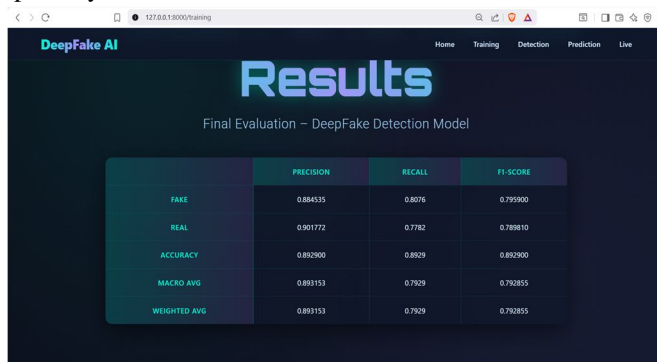 127.0.0.1:8000/training
DeepFake AI
Home Training Detection Prediction Live
Results
Final Evaluation – DeepFake Detection Model
PRECISION RECALL F1-SCORE
FAKE 0.884535 0.8076 0.795900
REAL 0.901772 0.7782 0.789810
ACCURACY 0.892900 0.8929 0.892900
MACRO AVG 0.893153 0.7929 0.792855
WEIGHTED AVG 0.893153 0.7929 0.792855